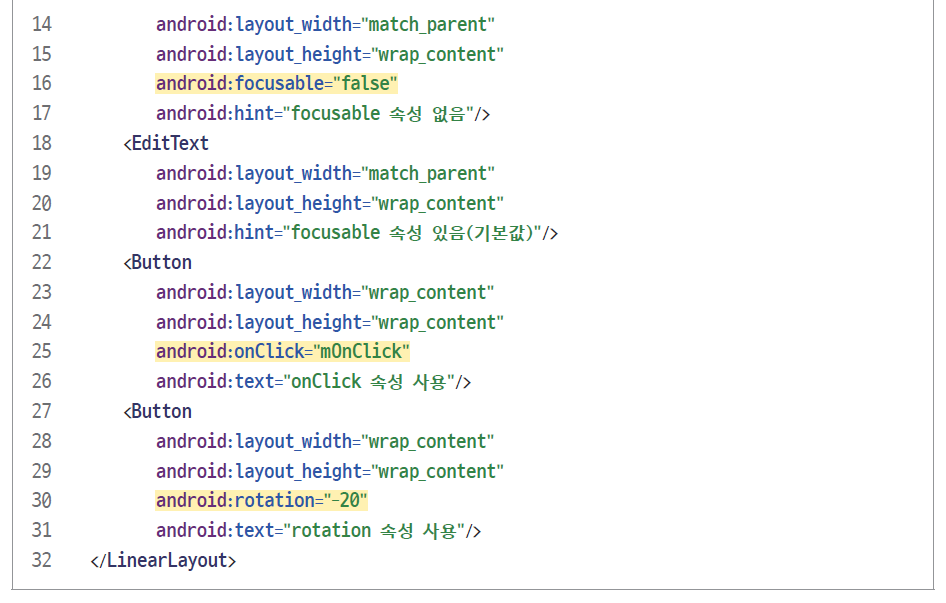 14 android:layout_width="match_parent"
15 android:layout_height="wrap_content"
16 android:focusable="false"
17 android:hint="focusable 속성 없음"/>
18 <EditText
19 android:layout_width="match_parent"
20 android:layout_height="wrap_content"
21 android:hint="focusable 속성 있음(기본값)"/>
22 <Button
23 android:layout_width="wrap_content"
24 android:layout_height="wrap_content"
25 android:onClick="mOnClick"
26 android:text="onClick 속성 사용"/>
27 <Button
28 android:layout_width="wrap_content"
29 android:layout_height="wrap_content"
30 android:rotation="-20"
31 android:text="rotation 속성 사용"/>
32 </LinearLayout>